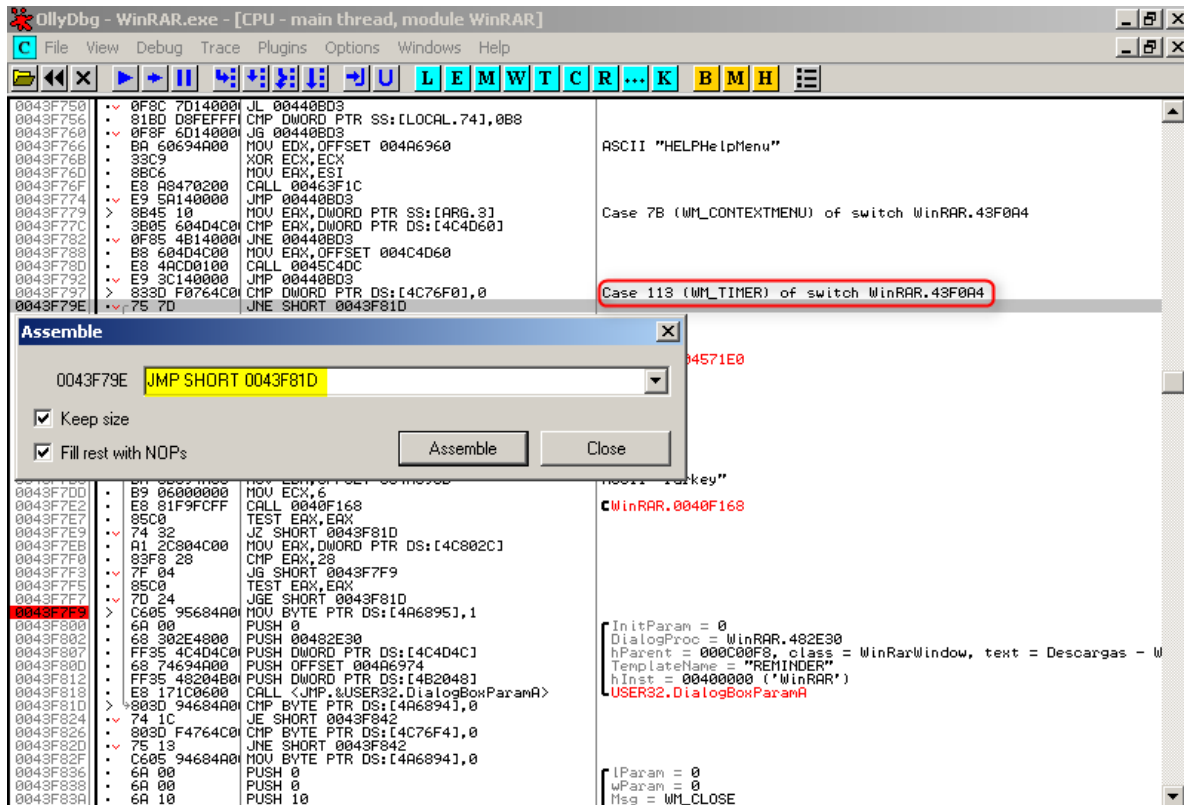 OllyDbg - WinRAR.exe - [CPU - main thread, module WinRAR]
C File View Debug Trace Plugins Options Windows Help
L E M W T C R ... K B M H
0043F750 0F8C 7D14000 JL 00440BD3
0043F756 81BD D8FEFFF CMP DWORD PTR SS:[LOCAL.74],0B8
0043F760 0F8F 6D14000 JG 00440BD3
0043F766 BA 60694A00 MOV EDX,OFFSET 004A6960 ASCII "HELPHelpMenu"
0043F76B 33C9 XOR ECX,ECX
0043F76D 8BC6 MOV EAX,ESI
0043F76F E8 A8470200 CALL 00463F1C
0043F774 E9 5A140000 JMP 00440BD3
0043F779 > 8B45 10 MOV EAX,DWORD PTR SS:[ARG.3] Case 7B (WM_CONTEXTMENU) of switch WinRAR.43F0A4
0043F77C 3B05 604D4C0 CMP EAX,DWORD PTR DS:[4C4D60]
0043F782 0F85 4B14000 JNE 00440BD3
0043F788 B8 604D4C00 MOV EAX,OFFSET 004C4D60
0043F78D E8 4ACD0100 CALL 0045C4DC
0043F792 E9 3C140000 JMP 00440BD3
0043F797 > 833D F0764C0 CMP DWORD PTR DS:[4C76F0],0 Case 113 (WM_TIMER) of switch WinRAR.43F0A4
0043F79E 75 7D JNE SHORT 0043F81D
Assemble
04571E0
0043F79E JMP SHORT 0043F81D
Keep size
Fill rest with NOPs Assemble Close
0043F7DD B9 06000000 MOV ECX,6
0043F7E2 E8 81F9FCFF CALL 0040F168 WinRAR.0040F168
0043F7E7 85C0 TEST EAX,EAX
0043F7E9 74 32 JZ SHORT 0043F81D
0043F7EB A1 2C804C00 MOV EAX,DWORD PTR DS:[4C802C]
0043F7F0 83F8 28 CMP EAX,28
0043F7F3 7F 04 JG SHORT 0043F7F9
0043F7F5 85C0 TEST EAX,EAX
0043F7F7 7D 24 JGE SHORT 0043F81D
0043F7F9 > C605 95684A0 MOV BYTE PTR DS:[4A6895],1
0043F800 6A 00 PUSH 0 InitParam = 0
0043F802 68 302E4800 PUSH 00482E30 DialogProc = WinRAR.482E30
0043F807 FF35 4C4D4C0 PUSH DWORD PTR DS:[4C4D4C] hParent = 000C00F8, class = WinRarWindow, text = Descargas - W
0043F80D 68 74694A00 PUSH OFFSET 004A6974 TemplateName = "REMINDER"
0043F812 FF35 48204B0 PUSH DWORD PTR DS:[4B2048] hInst = 00400000 ('WinRAR')
0043F818 E8 171C0600 CALL <JMP.&USER32.DialogBoxParamA> USER32.DialogBoxParamA
0043F81D > 803D 94684A0 CMP BYTE PTR DS:[4A6894],0
0043F824 74 1C JE SHORT 0043F842
0043F826 803D F4764C0 CMP BYTE PTR DS:[4C76F4],0
0043F82D 75 13 JNE SHORT 0043F842
0043F82F C605 94684A0 MOV BYTE PTR DS:[4A6894],0
0043F836 6A 00 PUSH 0 lParam = 0
0043F838 6A 00 PUSH 0 wParam = 0
0043F83A 6A 10 PUSH 10 Msg = WM_CLOSE